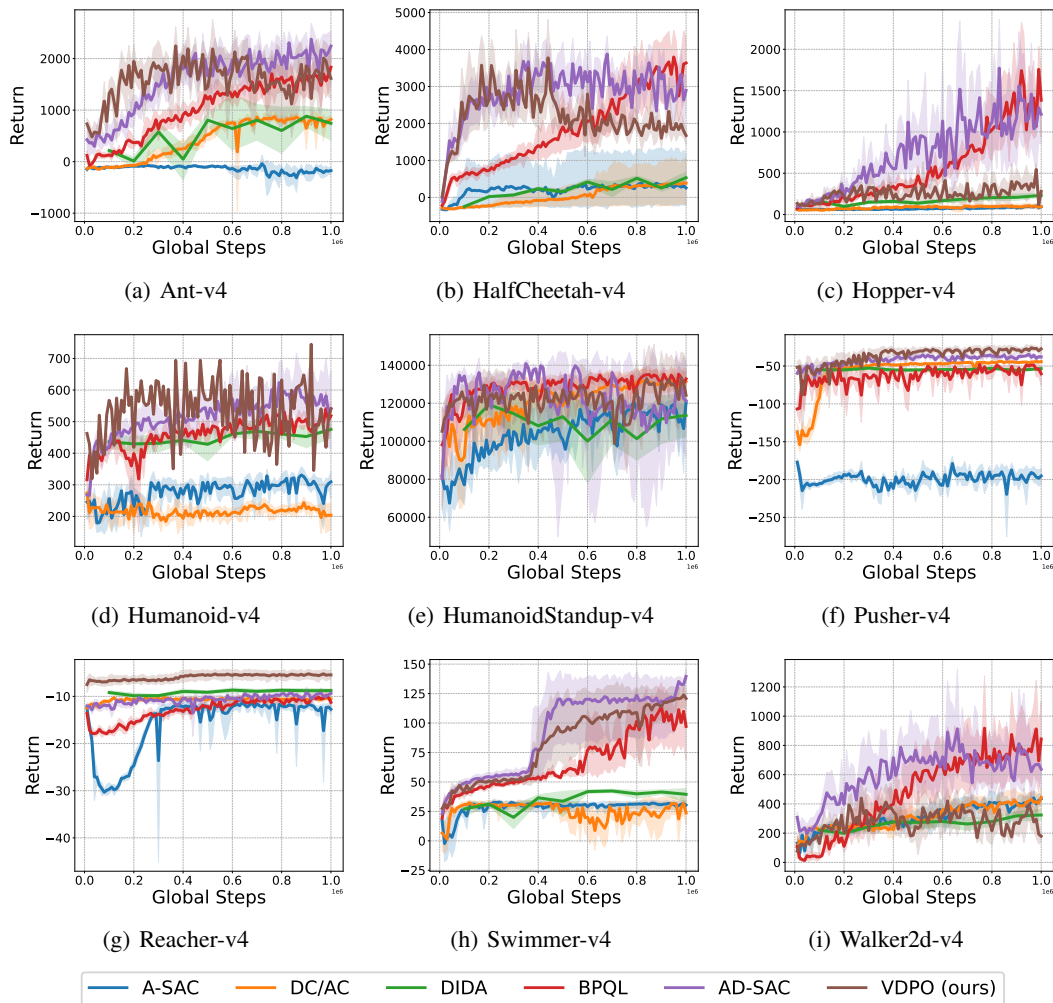 2000
1000
0
−1000
Return
0.0 0.2 0.4 0.6 0.8 1.0
1e6
Global Steps
(a) Ant-v4
5000
4000
3000
2000
1000
0
Return
0.0 0.2 0.4 0.6 0.8 1.0
1e6
Global Steps
(b) HalfCheetah-v4
2000
1500
1000
500
0
Return
0.0 0.2 0.4 0.6 0.8 1.0
1e6
Global Steps
(c) Hopper-v4
700
600
500
400
300
200
Return
0.0 0.2 0.4 0.6 0.8 1.0
1e6
Global Steps
(d) Humanoid-v4
140000
120000
100000
80000
60000
Return
0.0 0.2 0.4 0.6 0.8 1.0
1e6
Global Steps
(e) HumanoidStandup-v4
0
−50
−100
−150
−200
−250
Return
0.0 0.2 0.4 0.6 0.8 1.0
1e6
Global Steps
(f) Pusher-v4
−10
−20
−30
−40
Return
0.0 0.2 0.4 0.6 0.8 1.0
1e6
Global Steps
(g) Reacher-v4
150
125
100
75
50
25
0
−25
Return
0.0 0.2 0.4 0.6 0.8 1.0
1e6
Global Steps
(h) Swimmer-v4
1200
1000
800
600
400
200
0
Return
0.0 0.2 0.4 0.6 0.8 1.0
1e6
Global Steps
(i) Walker2d-v4
A-SAC DC/AC DIDA BPQL AD-SAC VDPO (ours)